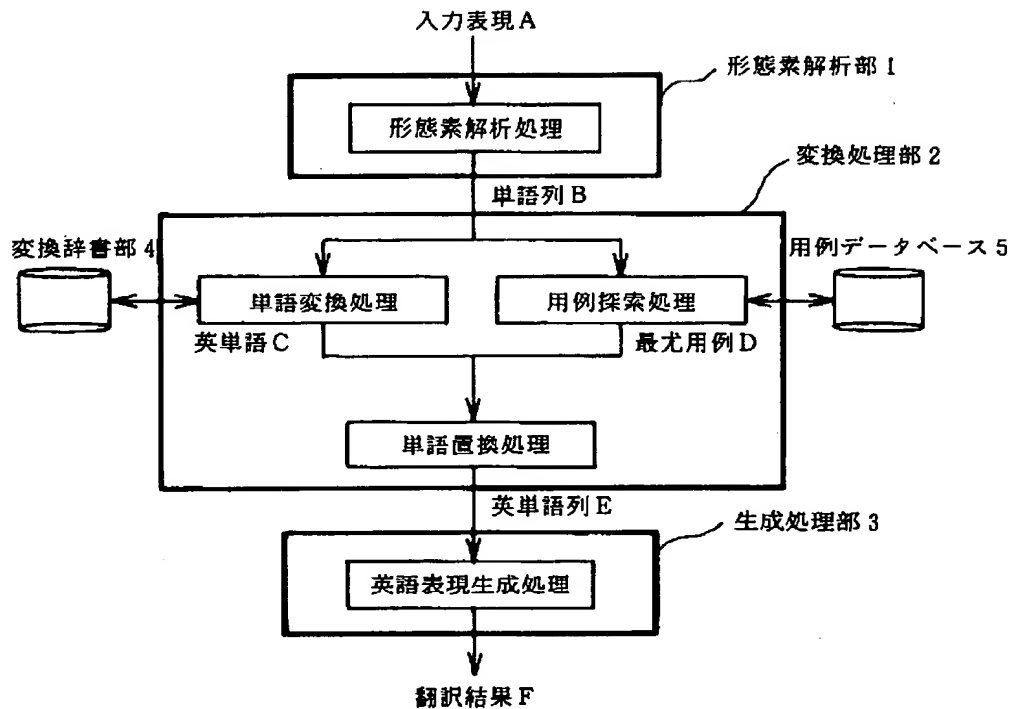 入力表現A
形態素解析部1
形態素解析処理
変換処理部2
単語列B
変換辞書部4
用例データベース5
単語変換処理
用例探索処理
英単語C
最尤用例D
単語置換処理
英単語列E
生成処理部3
英語表現生成処理
翻訳結果F